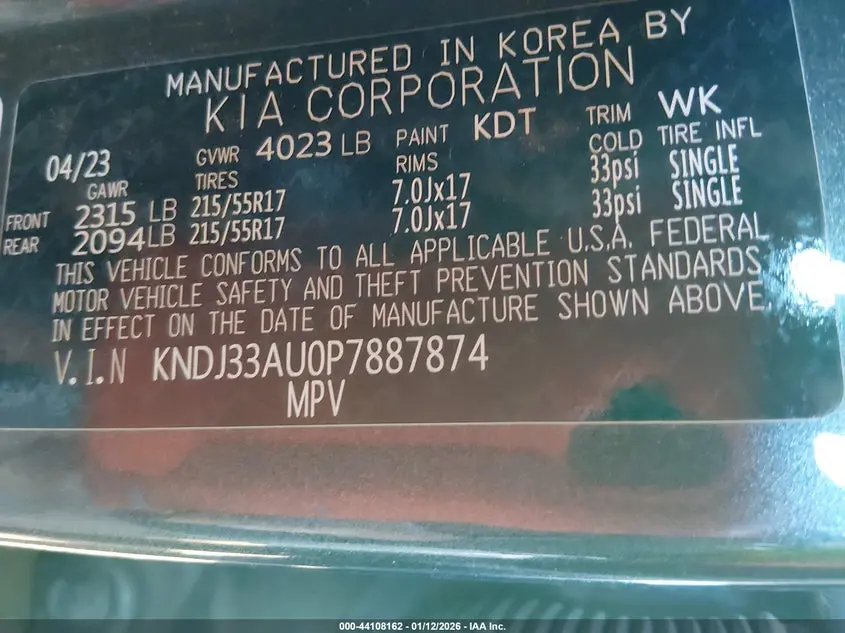 MANUFACTURED IN KOREA BY
KIA CORPORATION
04/23 GVWR 4023 LB PAINT KDT TRIM WK
GAWR TIRES RIMS COLD TIRE INFL
FRONT 2315 LB 215/55R17 7.0Jx17 33psi SINGLE
REAR 2094 LB 215/55R17 7.0Jx17 33psi SINGLE
THIS VEHICLE CONFORMS TO ALL APPLICABLE U.S.A. FEDERAL
MOTOR VEHICLE SAFETY AND THEFT PREVENTION STANDARDS
IN EFFECT ON THE DATE OF MANUFACTURE SHOWN ABOVE.
V.I.N KNDJ33AU0P7887874
MPV
000-44108162 - 01/12/2026 - IAA Inc.